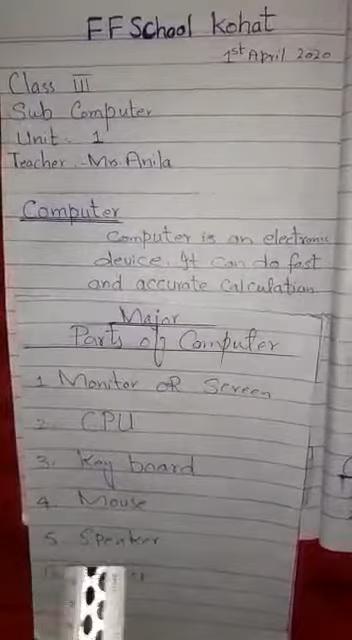 FF School Kohat
1st April 2020
Class III
Sub Computer
Unit. 1
Teacher. Ms. Anila
Computer
Computer is an electronic
device. It can do fast
and accurate calculation
Major
Parts of Computer
1 Monitor OR Screen
2. CPU
3. Key board
4. Mouse
5. Speaker